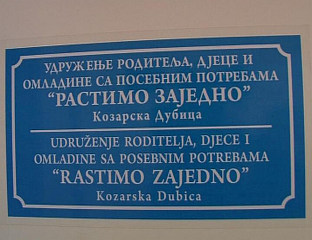 УДРУЖЕЊЕ РОДИТЕЉА, ДЈЕЦЕ И
ОМЛАДИНЕ СА ПОСЕБНИМ ПОТРЕБАМА
“РАСТИМО ЗАЈЕДНО”
Козарска Дубица
UDRUŽENJE RODITELJA, DJECE I
OMLADINE SA POSEBNIM POTREBAMA
“RASTIMO ZAJEDNO”
Kozarska Dubica